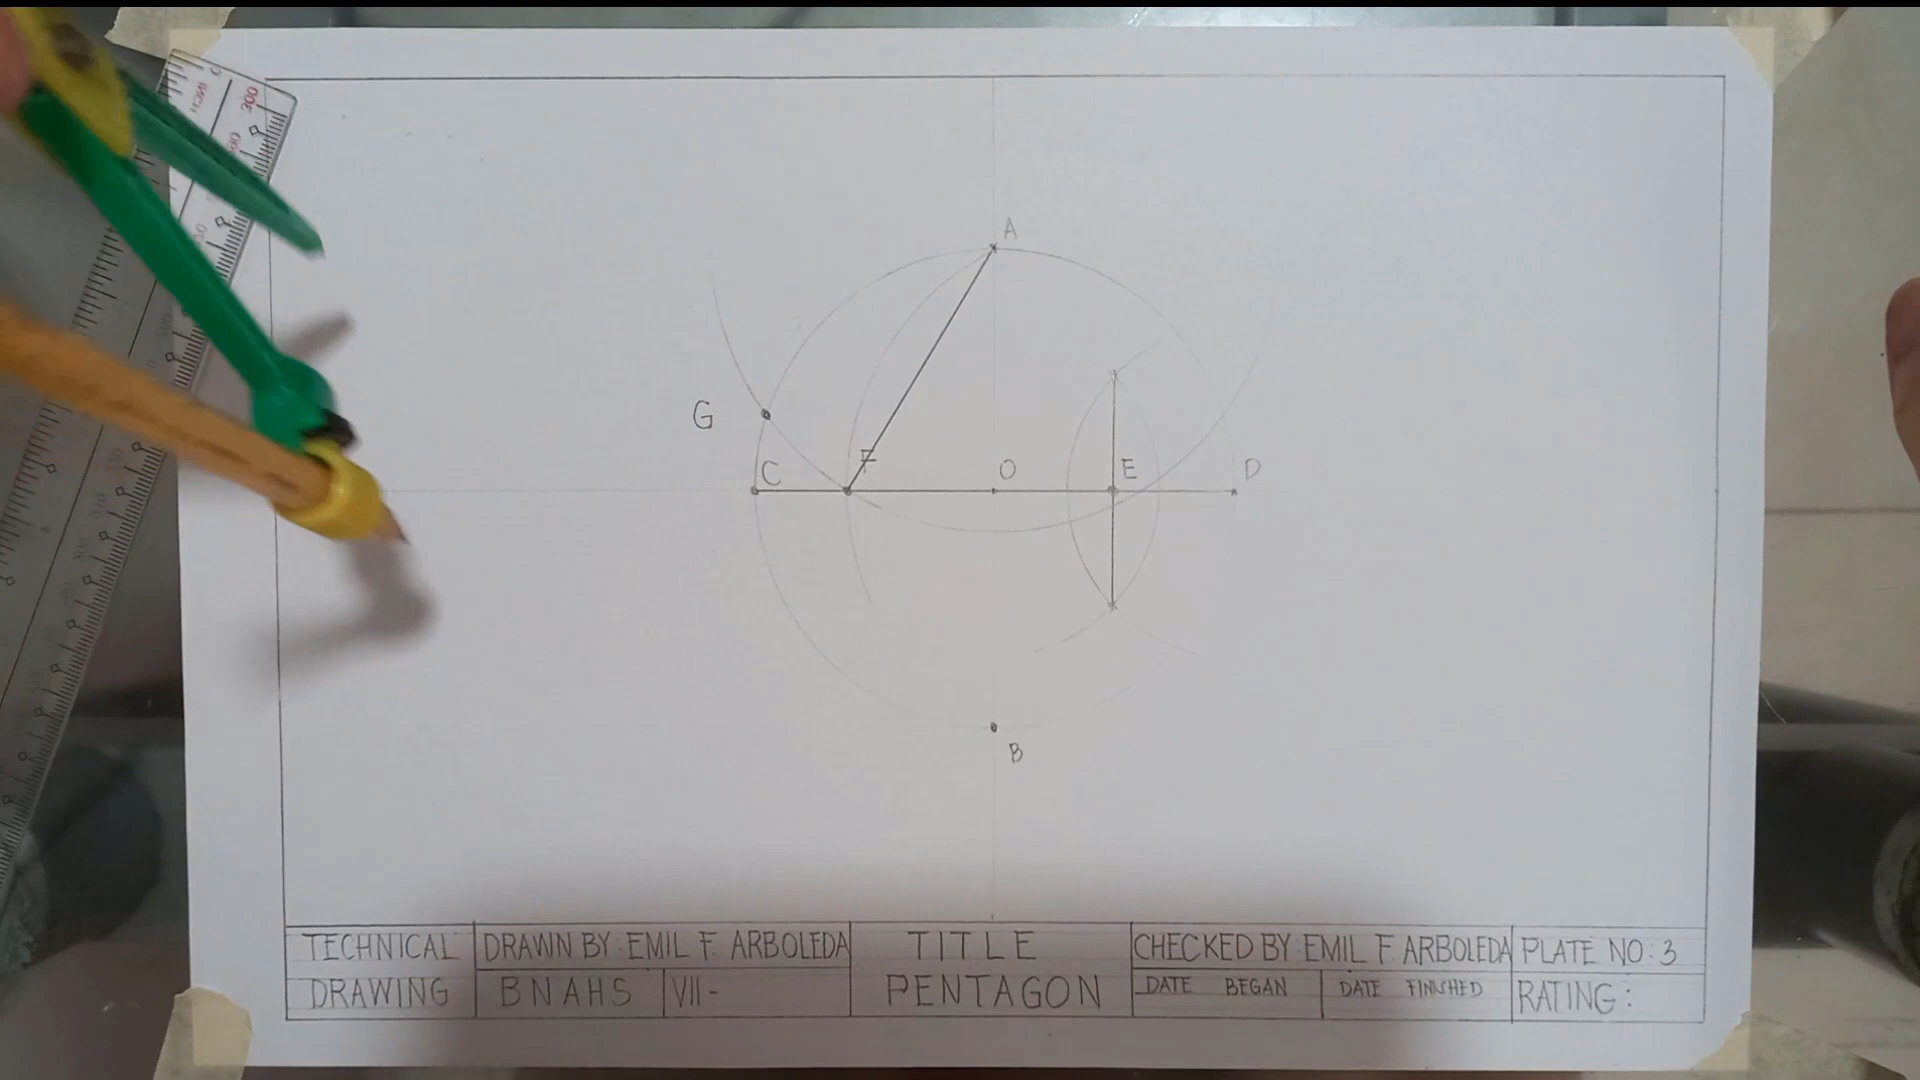 300
A
G
C
F
O
E
D
B
TECHNICAL
DRAWING
DRAWN BY: EMIL F. ARBOLEDA
BNAHS
VII-
TITLE
PENTAGON
CHECKED BY: EMIL F. ARBOLEDA
DATE BEGAN
DATE FINISHED
PLATE NO: 3
RATING: